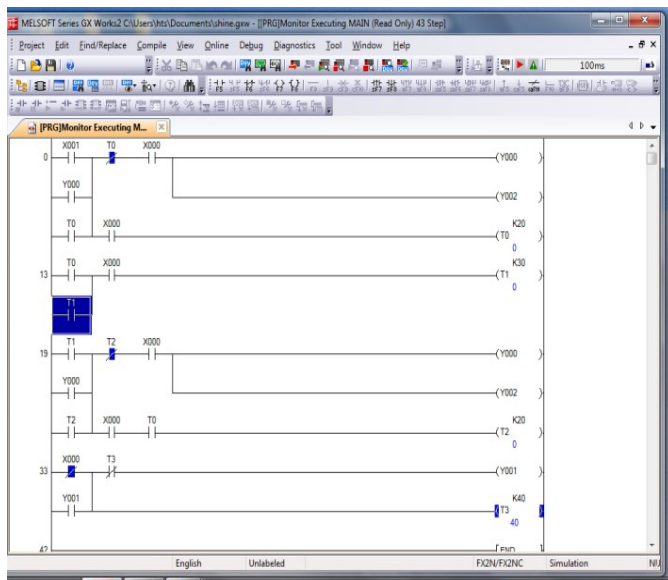 MELSOFT Series GX Works2 C:\Users\hts\Documents\shine.gxw - [[PRG]Monitor Executing MAIN (Read Only) 43 Step]
Project Edit Find/Replace Compile View Online Debug Diagnostics Tool Window Help
100ms
[PRG]Monitor Executing M...
X001 T0 X000
0 (Y000 )
Y000
(Y002 )
T0 X000 K20
(T0 )
0
T0 X000 K30
13 (T1 )
0
T1
T1 T2 X000
19 (Y000 )
Y000
(Y002 )
T2 X000 T0 K20
(T2 )
0
X000 T3
33 (Y001 )
Y001 K40
(T3 )
40
42 [END ]
English Unlabeled FX2N/FX2NC Simulation